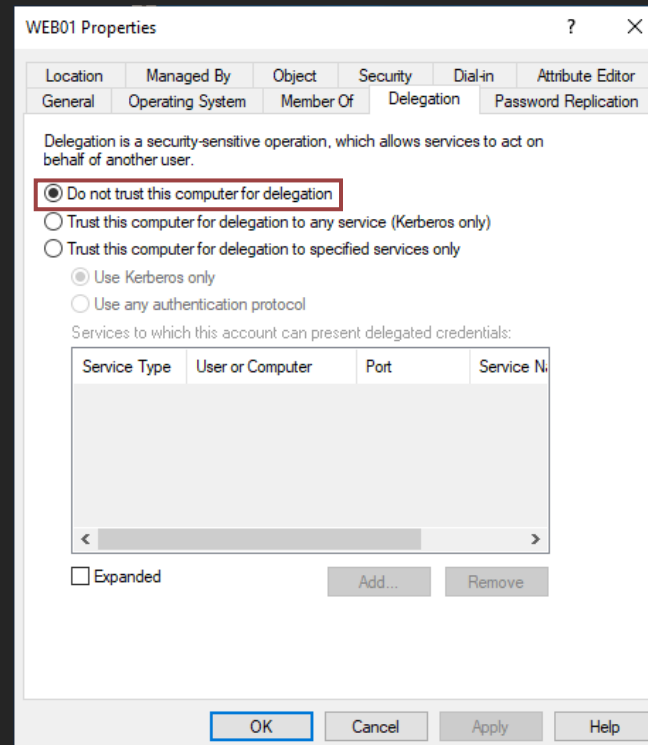 WEB01 Properties
? X
Location Managed By Object Security Dial-in Attribute Editor
General Operating System Member Of Delegation Password Replication
Delegation is a security-sensitive operation, which allows services to act on
behalf of another user.
Do not trust this computer for delegation
Trust this computer for delegation to any service (Kerberos only)
Trust this computer for delegation to specified services only
Use Kerberos only
Use any authentication protocol
Services to which this account can present delegated credentials:
Service Type User or Computer Port Service Na
Expanded Add... Remove
OK Cancel Apply Help